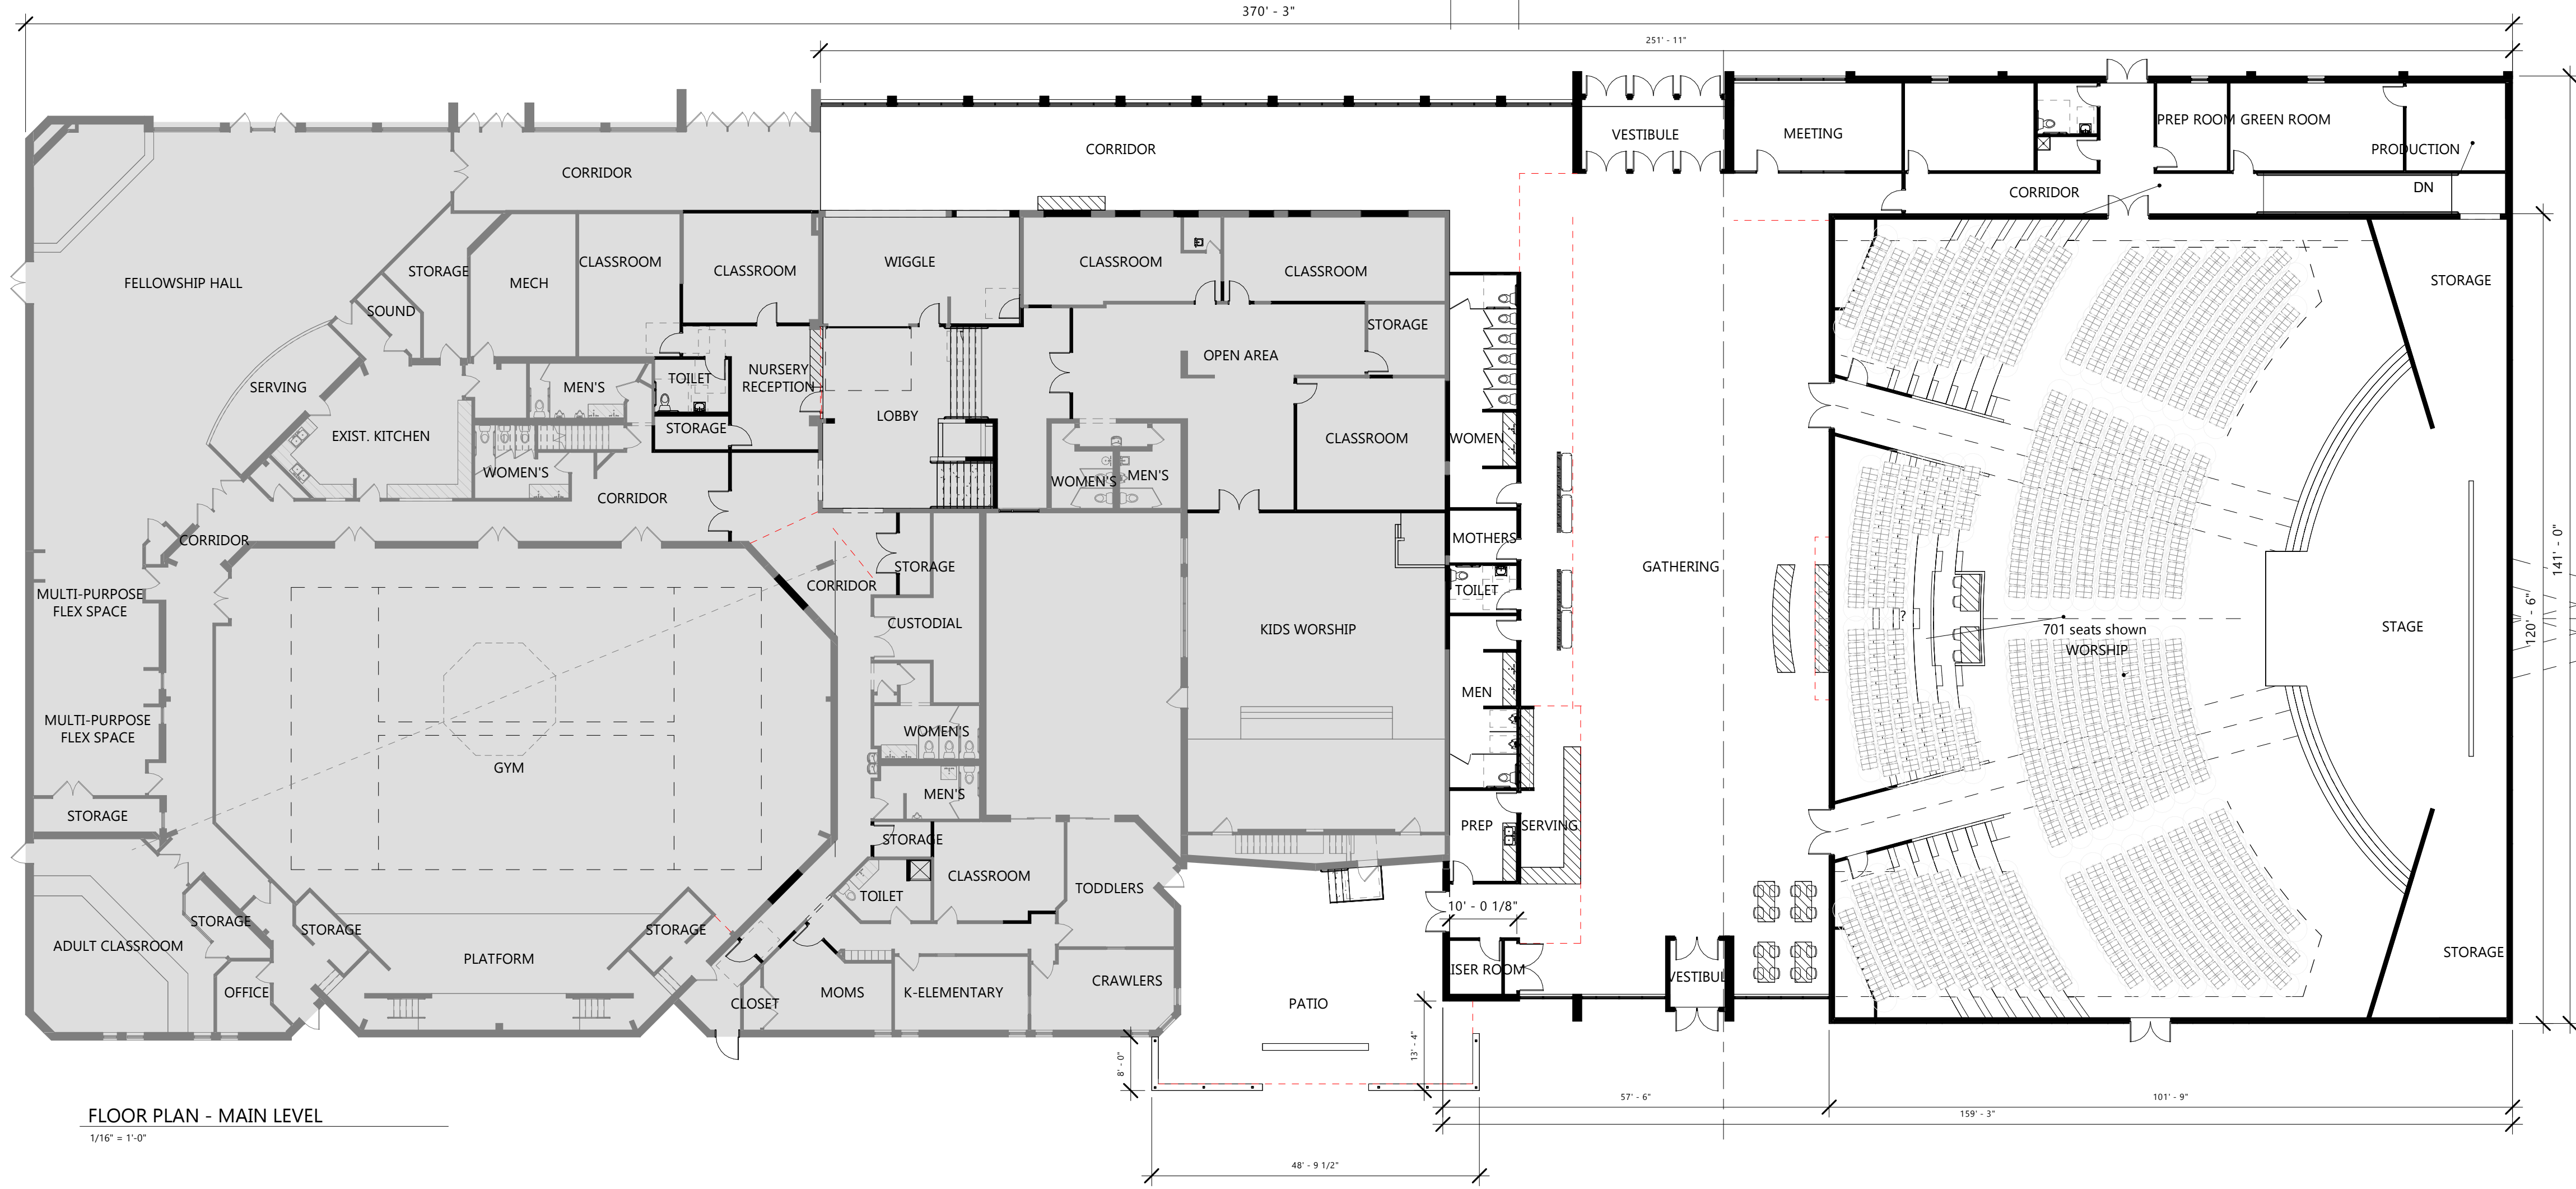 370' - 3"
251' - 11"
VESTIBULE
MEETING
PREP ROOM
GREEN ROOM
PRODUCTION
CORRIDOR
CORRIDOR
CORRIDOR
DN
FELLOWSHIP HALL
STORAGE
MECH
CLASSROOM
CLASSROOM
WIGGLE
CLASSROOM
CLASSROOM
STORAGE
SOUND
STORAGE
OPEN AREA
SERVING
MEN'S
TOILET
NURSERY
RECEPTION
LOBBY
STORAGE
EXIST. KITCHEN
CLASSROOM
WOMEN
WOMEN'S
WOMEN'S
MEN'S
CORRIDOR
CORRIDOR
MOTHERS
STORAGE
CORRIDOR
TOILET
GATHERING
141' - 0"
120' - 6"
MULTI-PURPOSE
FLEX SPACE
CUSTODIAL
KIDS WORSHIP
?
701 seats shown
WORSHIP
STAGE
MEN
MULTI-PURPOSE
FLEX SPACE
WOMEN'S
GYM
MEN'S
STORAGE
PREP
SERVING
STORAGE
CLASSROOM
TODDLERS
TOILET
10' - 0 1/8"
STORAGE
STORAGE
STORAGE
ADULT CLASSROOM
PLATFORM
STORAGE
ISER ROOM
VESTIBUL
OFFICE
CLOSET
MOMS
K-ELEMENTARY
CRAWLERS
PATIO
8' - 0"
13' - 4"
57' - 6"
101' - 9"
159' - 3"
FLOOR PLAN - MAIN LEVEL
1/16" = 1'-0"
48' - 9 1/2"